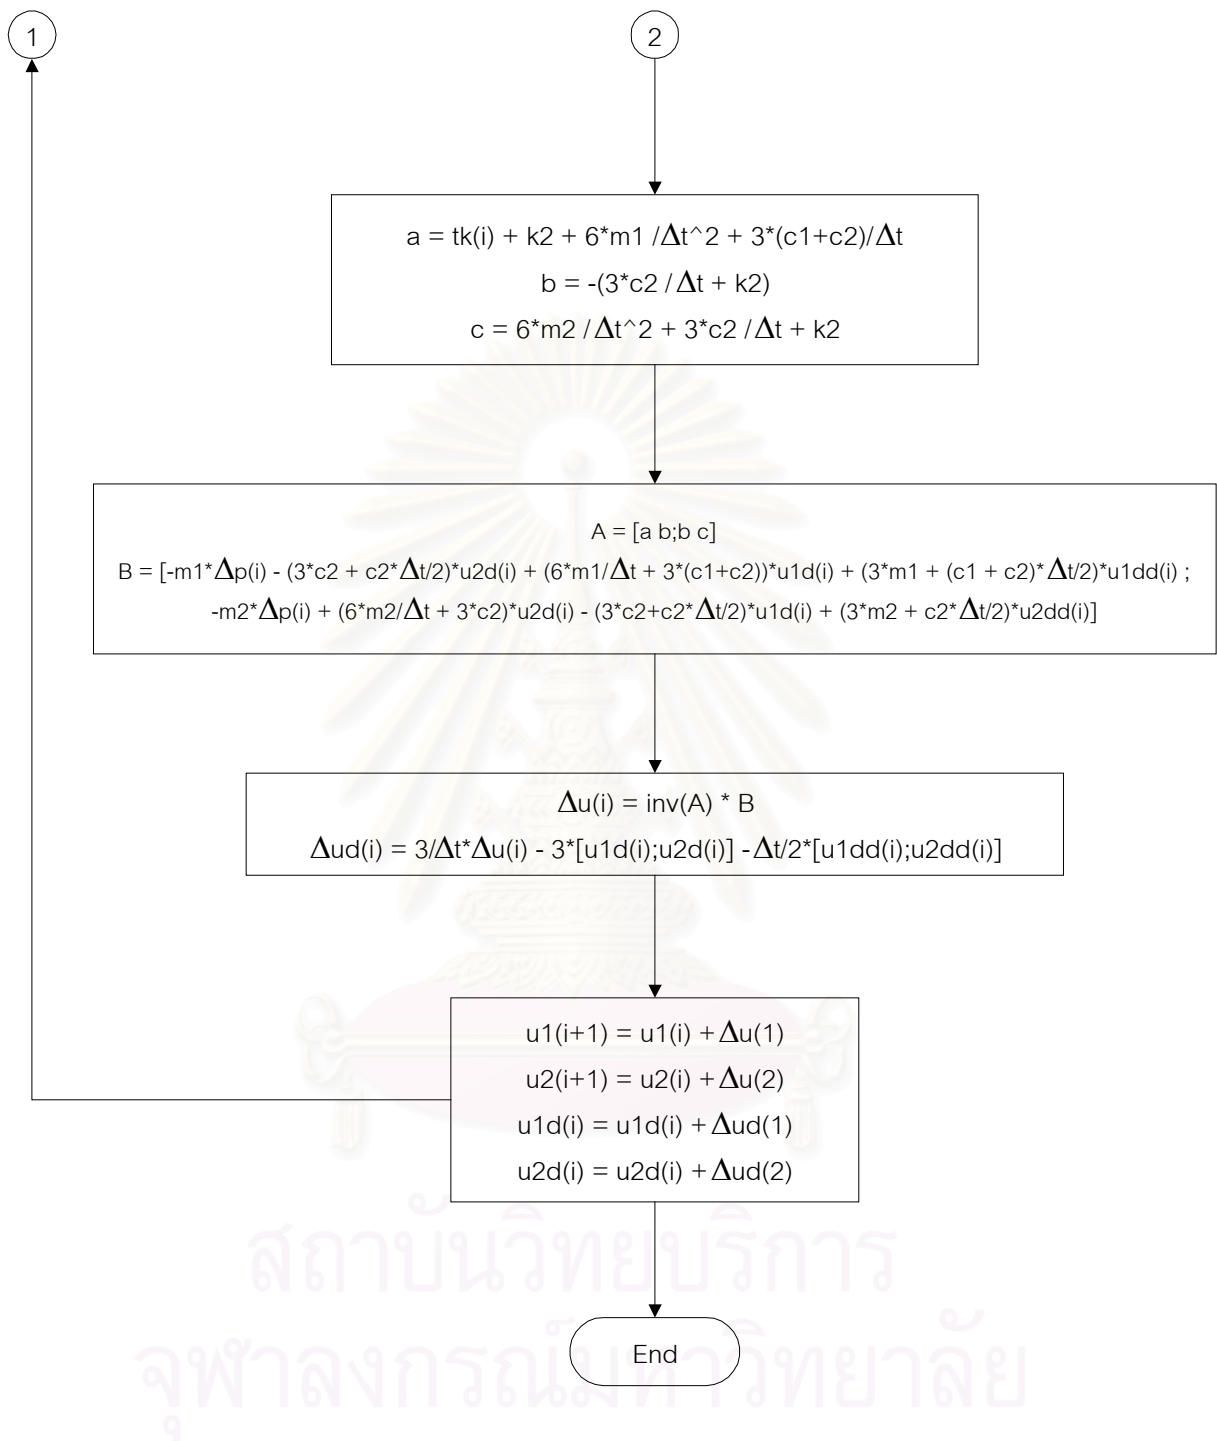 1
2
a = tk(i) + k2 + 6*m1 /Δt^2 + 3*(c1+c2)/Δt
b = -(3*c2 /Δt + k2)
c = 6*m2 /Δt^2 + 3*c2 /Δt + k2
A = [a b;b c]
B = [-m1*Δp(i) - (3*c2 + c2*Δt/2)*u2d(i) + (6*m1/Δt + 3*(c1+c2))*u1d(i) + (3*m1 + (c1 + c2)*Δt/2)*u1dd(i) ;
-m2*Δp(i) + (6*m2/Δt + 3*c2)*u2d(i) - (3*c2+c2*Δt/2)*u1d(i) + (3*m2 + c2*Δt/2)*u2dd(i)]
Δu(i) = inv(A) * B
Δud(i) = 3/Δt*Δu(i) - 3*[u1d(i);u2d(i)] -Δt/2*[u1dd(i);u2dd(i)]
u1(i+1) = u1(i) +Δu(1)
u2(i+1) = u2(i) +Δu(2)
u1d(i) = u1d(i) +Δud(1)
u2d(i) = u2d(i) +Δud(2)
สถาบันวิทยบริการ
End
จุฬาลงกรณ์มหาวิทยาลัย